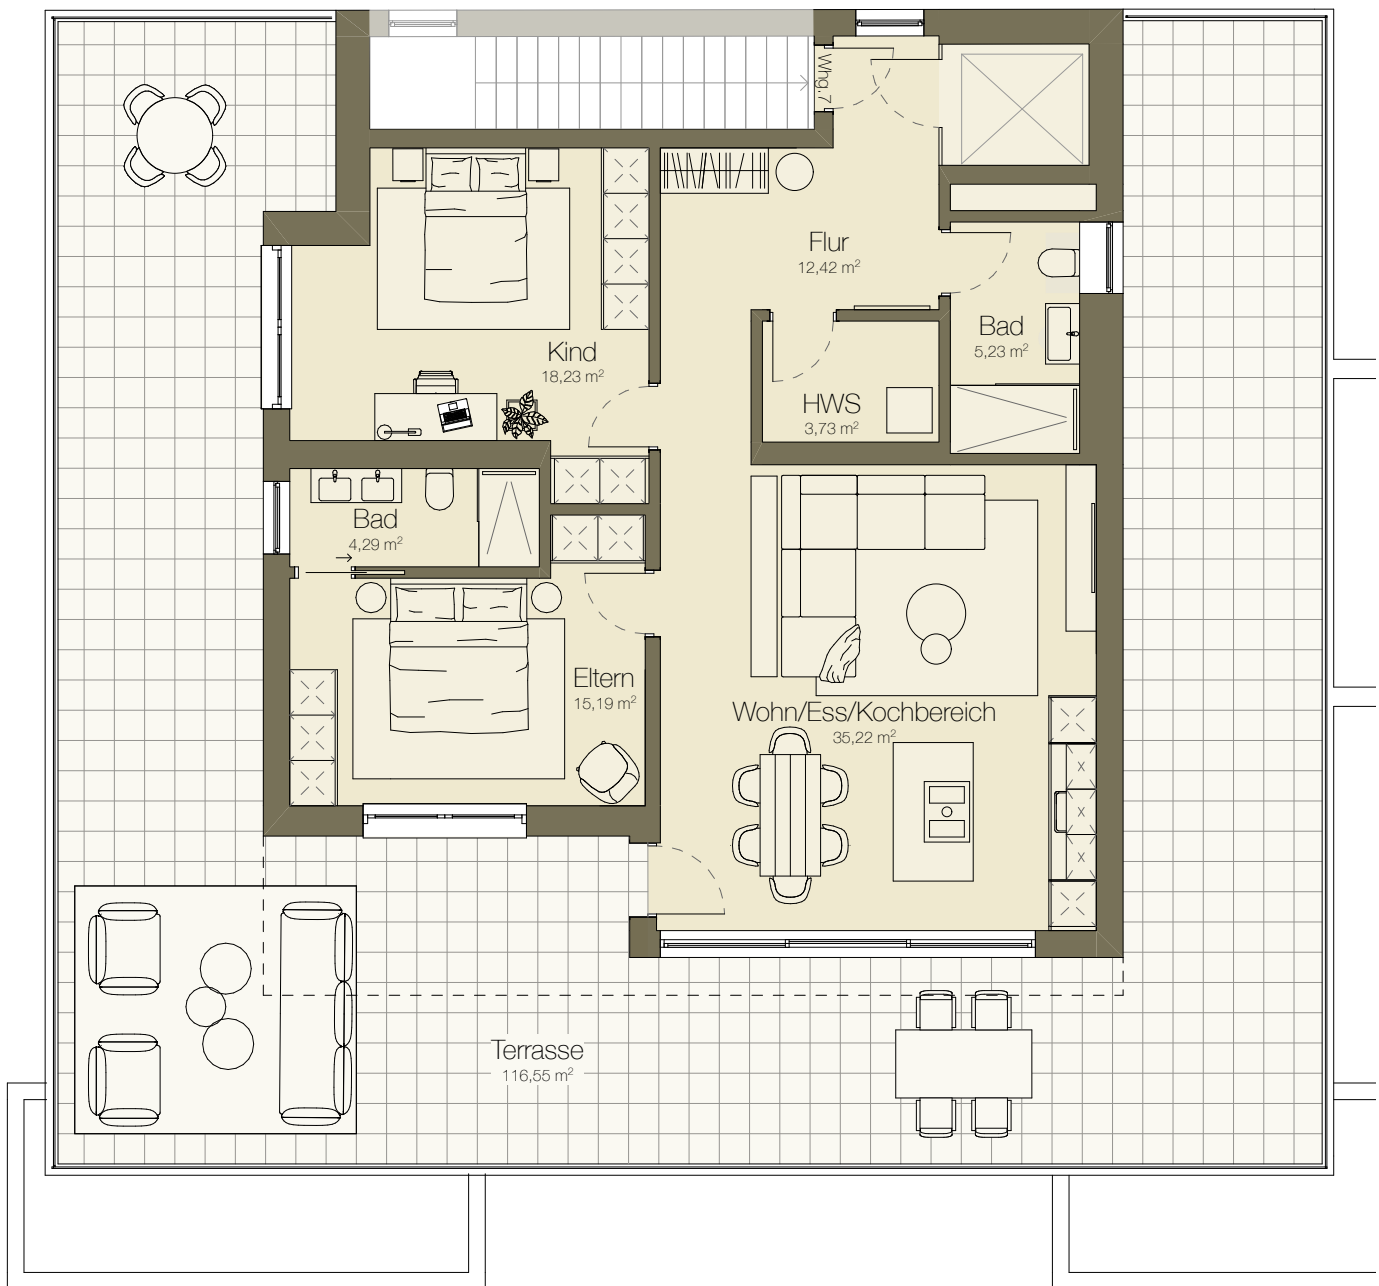 Whg.7
Flur
12,42 m²
Bad
5,23 m²
Kind
18,23 m²
HWS
3,73 m²
Bad
4,29 m²
Eltern
15,19 m²
Wohn/Ess/Kochbereich
35,22 m²
Terrasse
116,55 m²